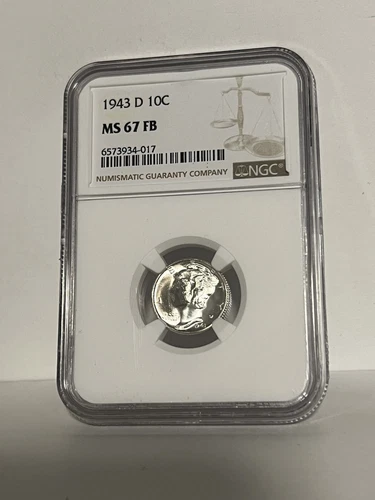 1943 D 10C
MS 67 FB
6573934-017
NUMISMATIC GUARANTY COMPANY
NGC